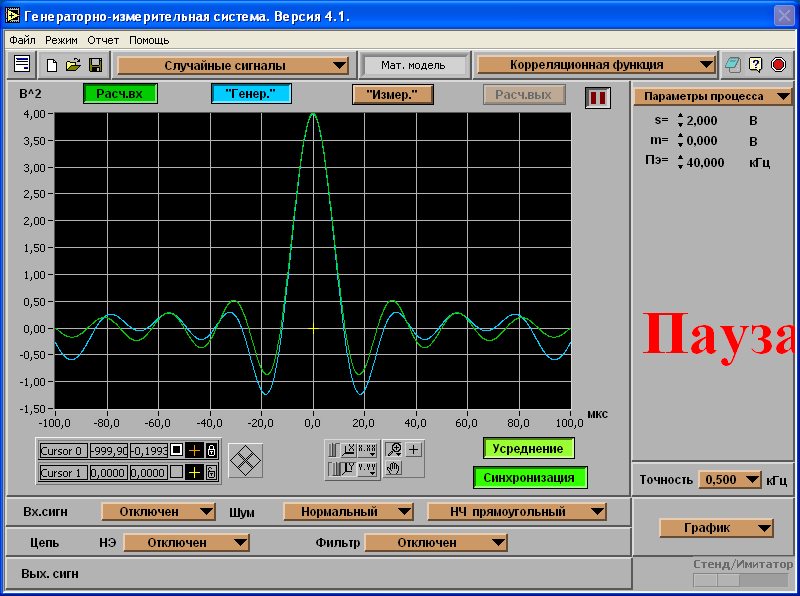 Генераторно-измерительная система. Версия 4.1.
Файл Режим Отчет Помощь
Случайные сигналы Мат. модель Корреляционная функция
В^2 Расч.вх "Генер." "Измер." Расч.вых Параметры процесса
s= 2,000 В
m= 0,000 В
Пэ= 40,000 кГц
4,00
3,50
3,00
2,50
2,00
1,50
1,00
0,50
0,00
-0,50
-1,00
-1,50
Пауза
-100,0 -80,0 -60,0 -40,0 -20,0 0,0 20,0 40,0 60,0 80,0 100,0 мкс
Cursor 0 -999,90 -0,1993
Cursor 1 0,0000 0,0000
X X.XX
Y Y.YY
Усреднение
Синхронизация
Точность 0,500 кГц
Вх.сигн Отключен Шум Нормальный НЧ прямоугольный
Цепь НЭ Отключен Фильтр Отключен
График
Вых. сигн
Стенд/Имитатор